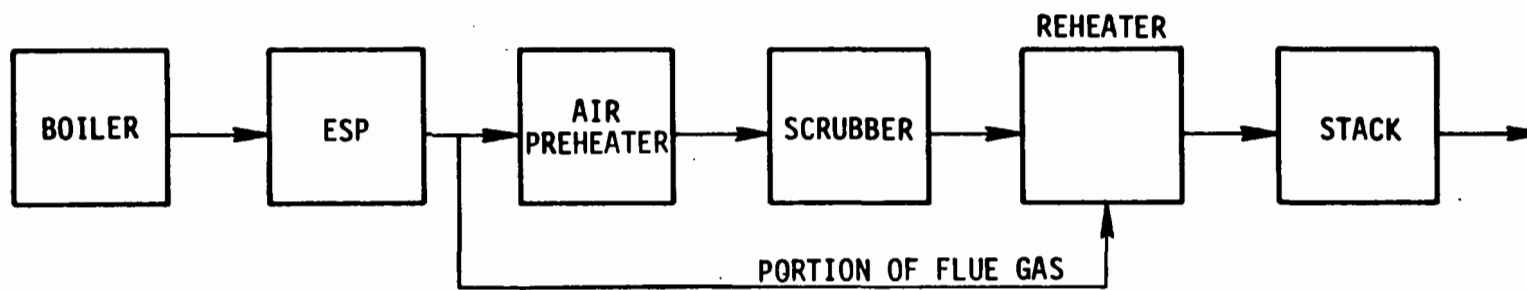 REHEATER
BOILER
ESP
AIR
PREHEATER
SCRUBBER
STACK
PORTION OF FLUE GAS